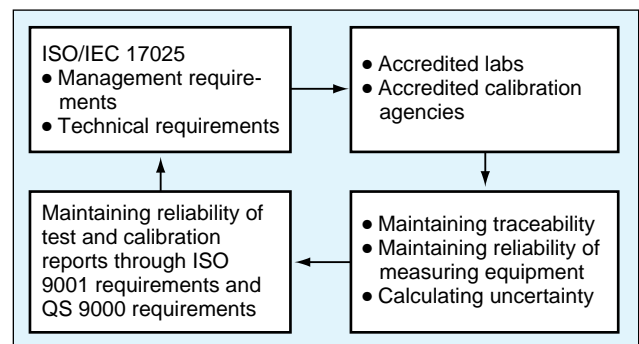 ISO/IEC 17025
● Management require-
ments
● Technical requirements
● Accredited labs
● Accredited calibration
agencies
Maintaining reliability of
test and calibration
reports through ISO
9001 requirements and
QS 9000 requirements
● Maintaining traceability
● Maintaining reliability of
measuring equipment
● Calculating uncertainty